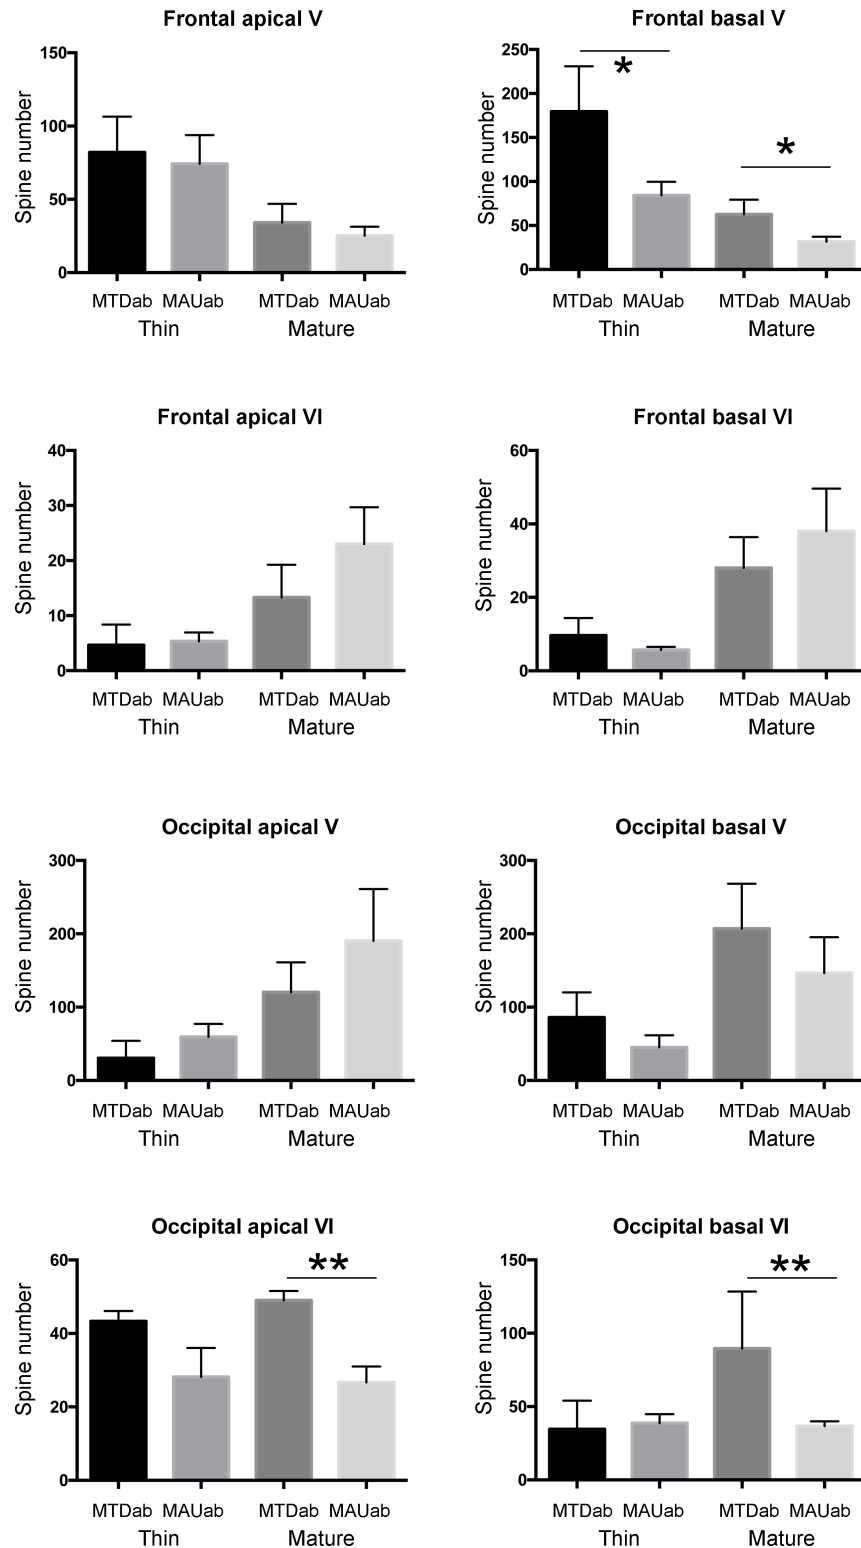 Frontal apical V
150
100
50
0
Spine number
MTDab MAUab MTDab MAUab
Thin Mature
Frontal basal V
250
200
150
100
50
0
Spine number
*
*
MTDab MAUab MTDab MAUab
Thin Mature
Frontal apical VI
40
30
20
10
0
Spine number
MTDab MAUab MTDab MAUab
Thin Mature
Frontal basal VI
60
40
20
0
Spine number
MTDab MAUab MTDab MAUab
Thin Mature
Occipital apical V
300
200
100
0
Spine number
MTDab MAUab MTDab MAUab
Thin Mature
Occipital basal V
300
200
100
0
Spine number
MTDab MAUab MTDab MAUab
Thin Mature
Occipital apical VI
60
40
20
0
Spine number
**
MTDab MAUab MTDab MAUab
Thin Mature
Occipital basal VI
150
100
50
0
Spine number
**
MTDab MAUab MTDab MAUab
Thin Mature